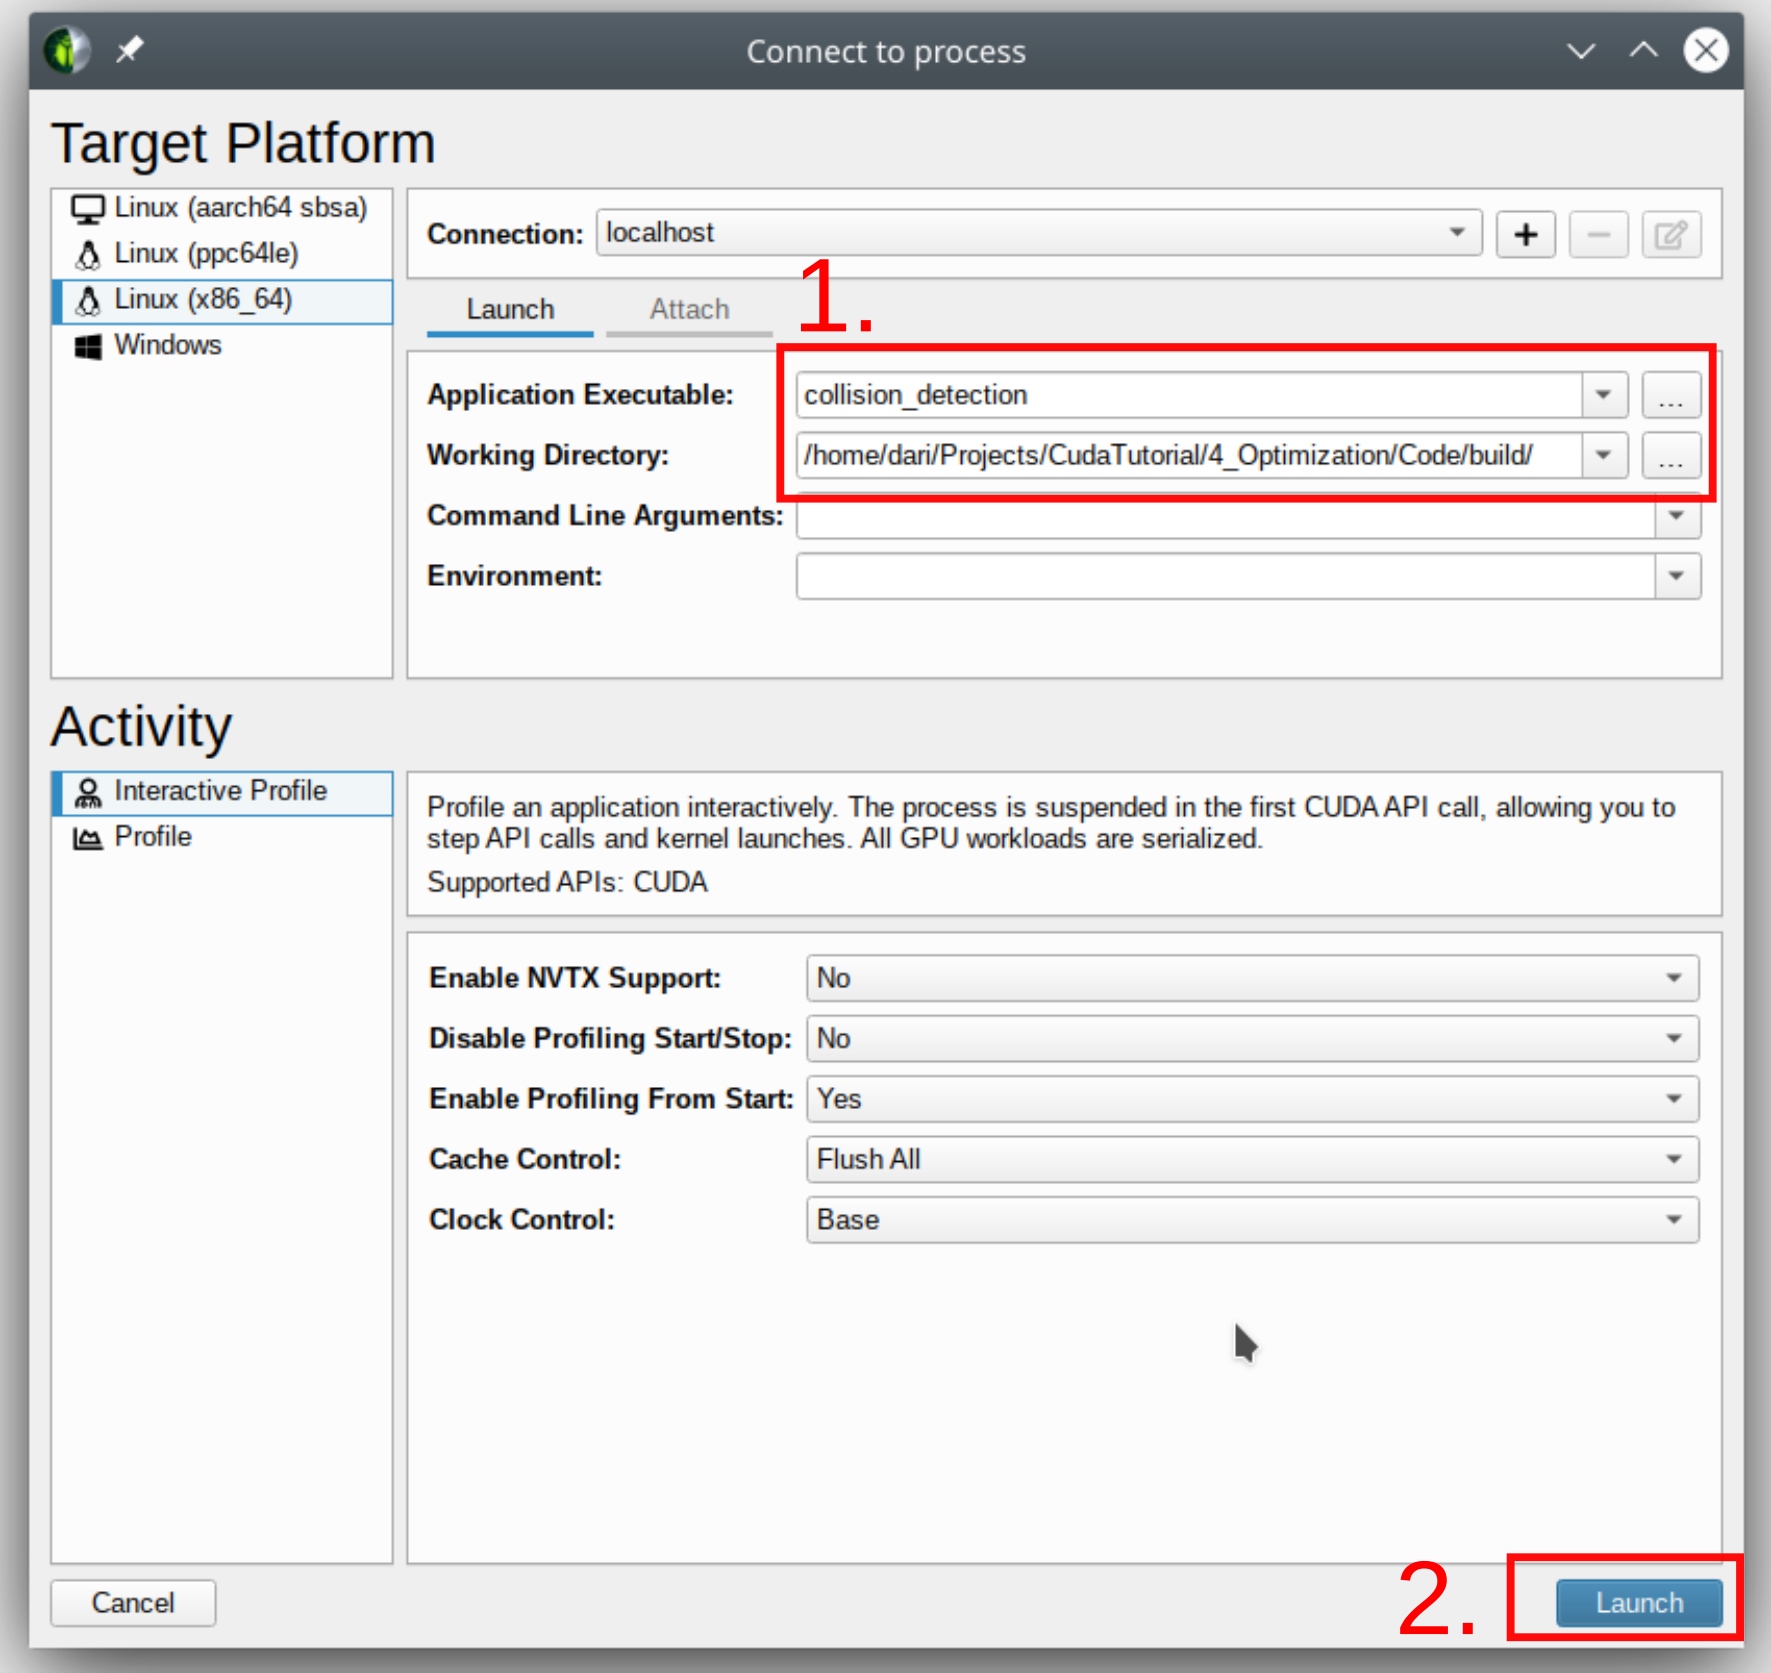 Connect to process
Target Platform
Linux (aarch64 sbsa)
Linux (ppc64le)
Linux (x86_64)
Windows
Connection: localhost
1.
Launch Attach
Application Executable: collision_detection ...
Working Directory: /home/dari/Projects/CudaTutorial/4_Optimization/Code/build/ ...
Command Line Arguments:
Environment:
Activity
Interactive Profile
Profile
Profile an application interactively. The process is suspended in the first CUDA API call, allowing you to
step API calls and kernel launches. All GPU workloads are serialized.
Supported APIs: CUDA
Enable NVTX Support: No
Disable Profiling Start/Stop: No
Enable Profiling From Start: Yes
Cache Control: Flush All
Clock Control: Base
Cancel
2.
Launch